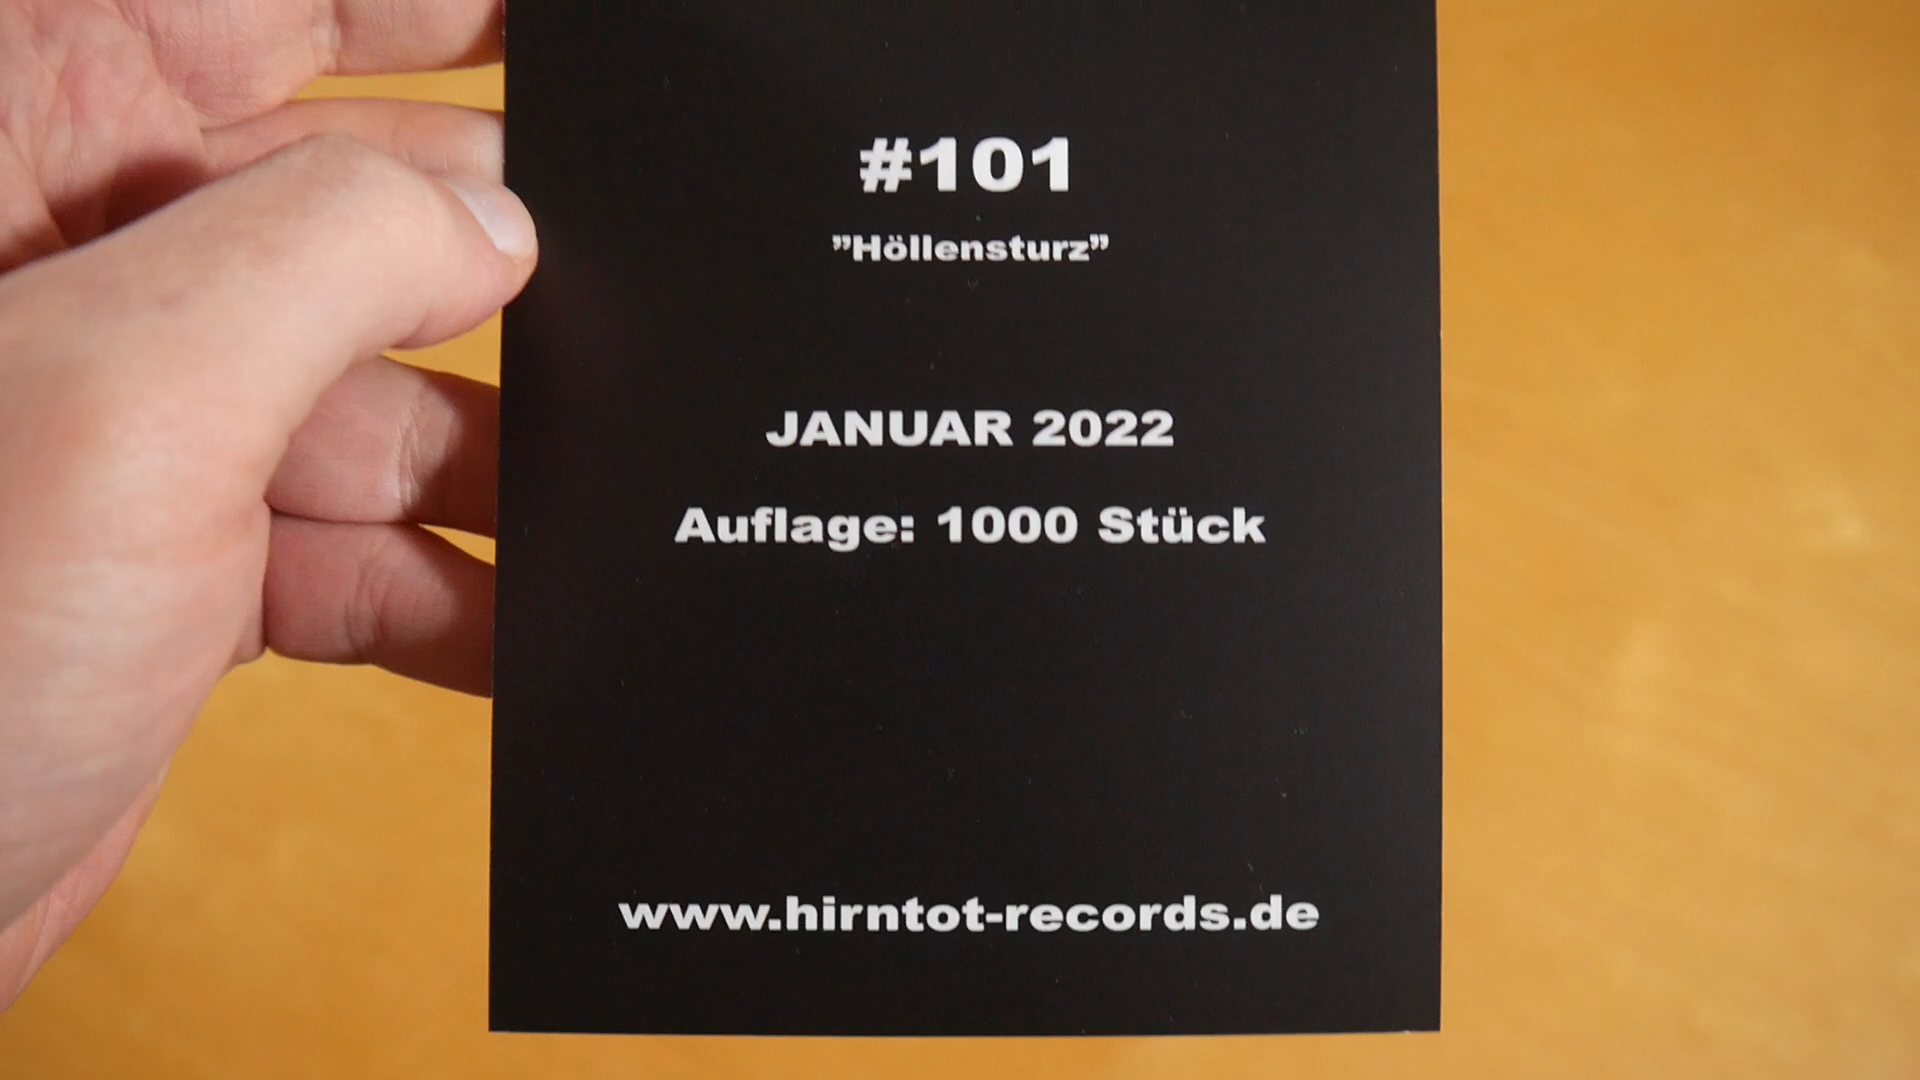 #101
”Höllensturz”
JANUAR 2022
Auflage: 1000 Stück
www.hirntot-records.de